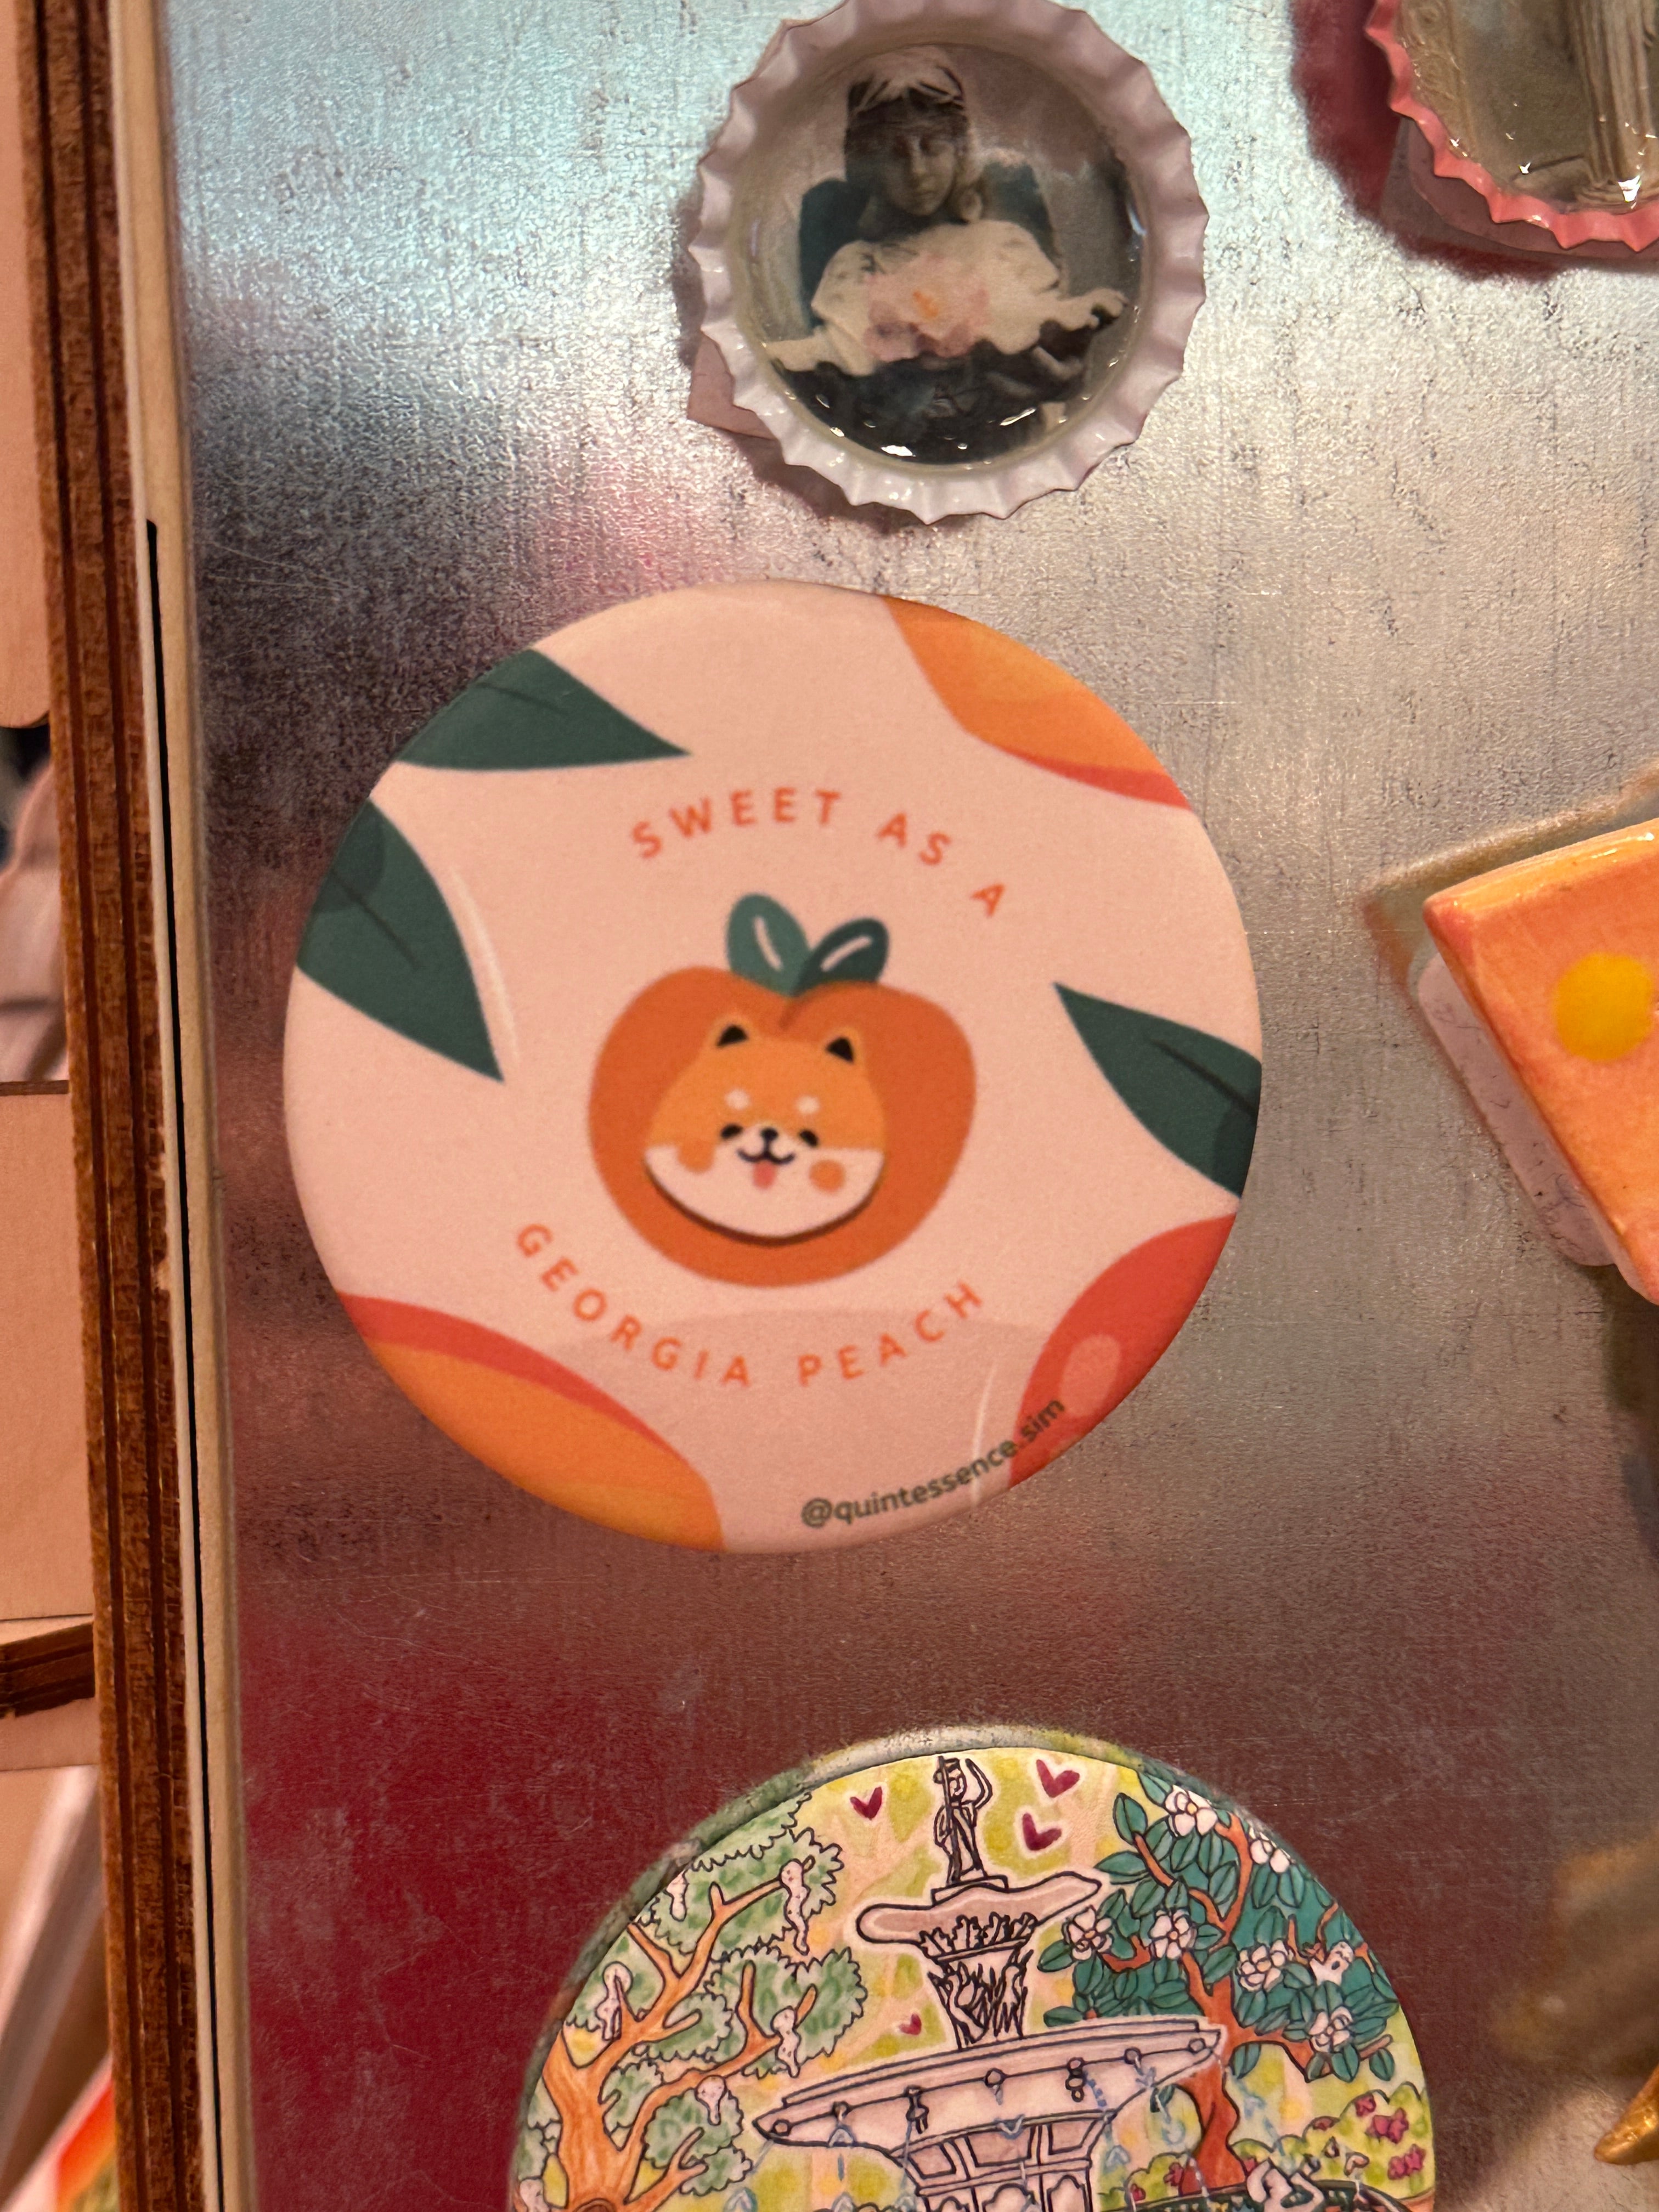 SWEET AS A
GEORGIA PEACH
@quintessence.sim